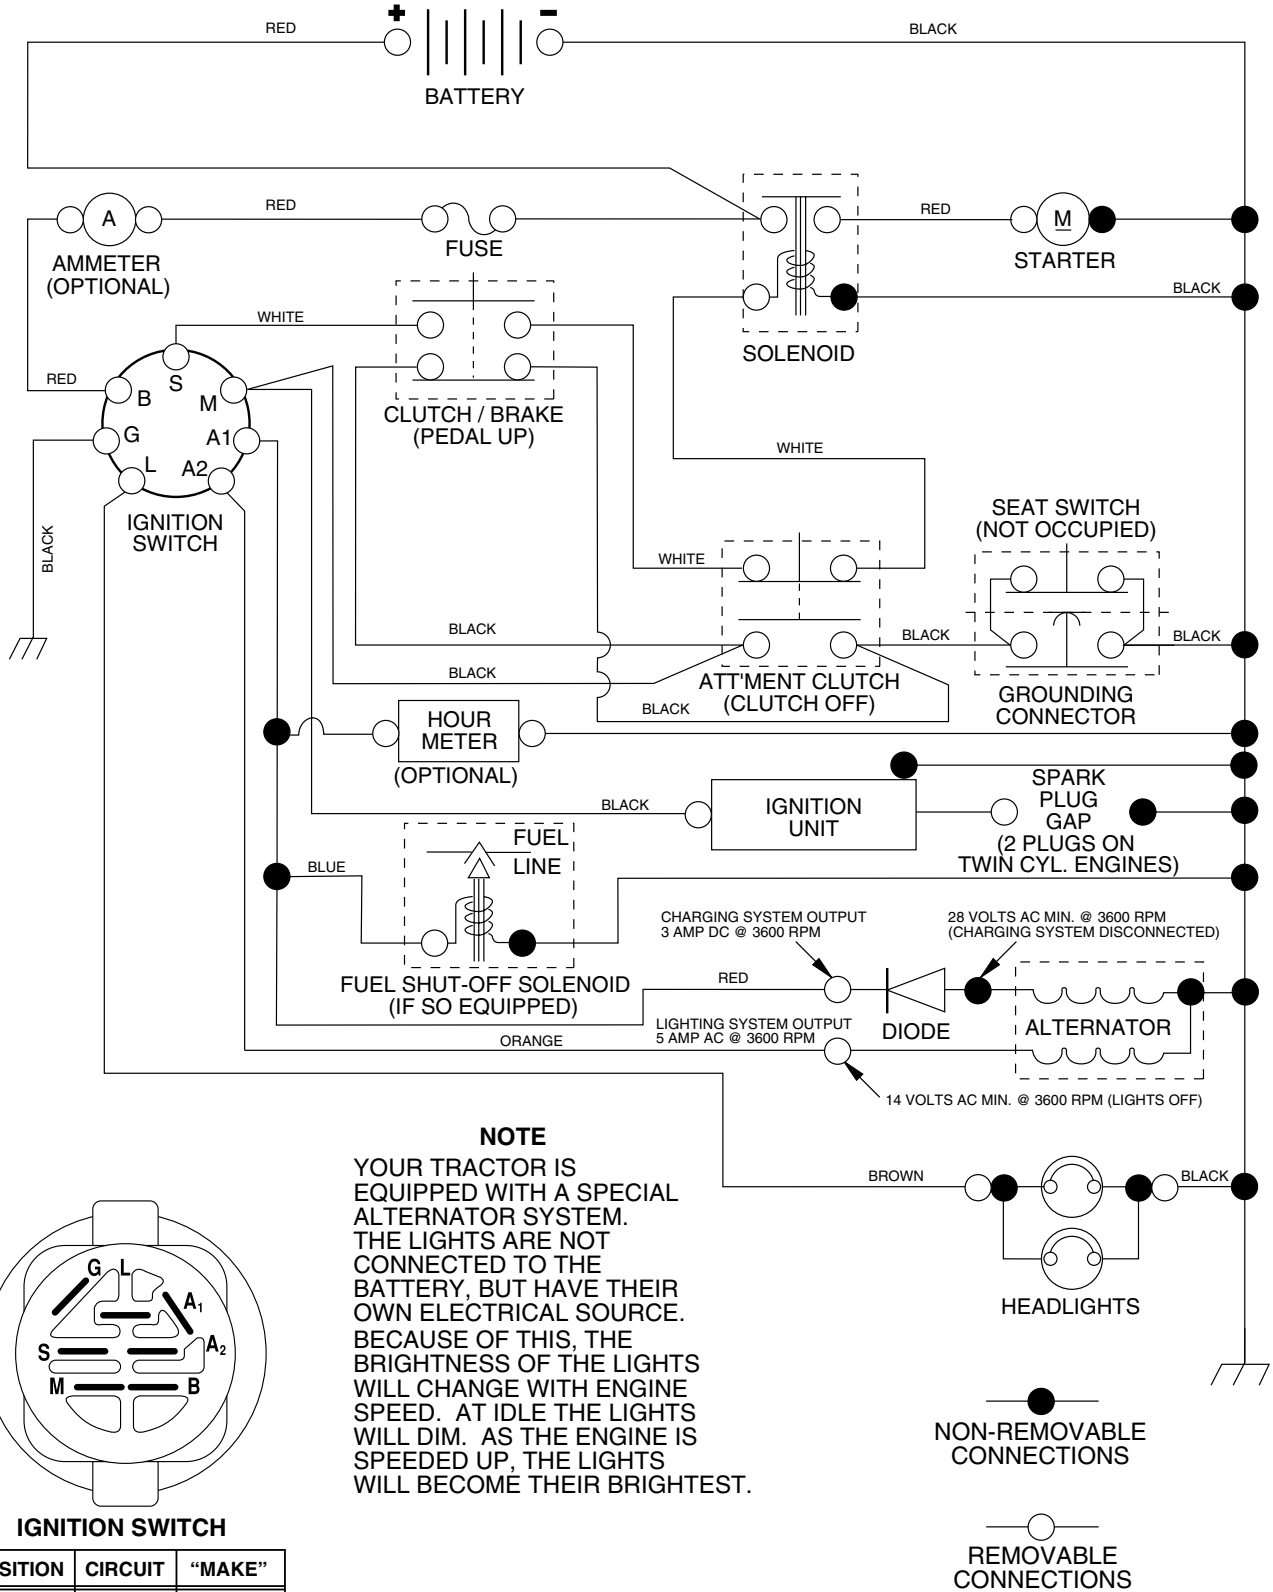 + -
RED
BLACK
BATTERY
RED
A
FUSE
AMMETER
(OPTIONAL)
RED
M
STARTER
BLACK
SOLENOID
WHITE
CLUTCH / BRAKE
(PEDAL UP)
RED
S
B
M
G
A1
L
A2
IGNITION
SWITCH
BLACK
WHITE
WHITE
SEAT SWITCH
(NOT OCCUPIED)
BLACK
BLACK
BLACK
BLACK
ATT'MENT CLUTCH
(CLUTCH OFF)
BLACK
GROUNDING
CONNECTOR
HOUR
METER
(OPTIONAL)
BLACK
IGNITION
UNIT
SPARK
PLUG
GAP
(2 PLUGS ON
TWIN CYL. ENGINES)
BLUE
FUEL
LINE
FUEL SHUT-OFF SOLENOID
(IF SO EQUIPPED)
CHARGING SYSTEM OUTPUT
3 AMP DC @ 3600 RPM
28 VOLTS AC MIN. @ 3600 RPM
(CHARGING SYSTEM DISCONNECTED)
RED
DIODE
ALTERNATOR
LIGHTING SYSTEM OUTPUT
5 AMP AC @ 3600 RPM
ORANGE
14 VOLTS AC MIN. @ 3600 RPM (LIGHTS OFF)
BROWN
BLACK
HEADLIGHTS
NOTE
YOUR TRACTOR IS
EQUIPPED WITH A SPECIAL
ALTERNATOR SYSTEM.
THE LIGHTS ARE NOT
CONNECTED TO THE
BATTERY, BUT HAVE THEIR
OWN ELECTRICAL SOURCE.
BECAUSE OF THIS, THE
BRIGHTNESS OF THE LIGHTS
WILL CHANGE WITH ENGINE
SPEED. AT IDLE THE LIGHTS
WILL DIM. AS THE ENGINE IS
SPEEDED UP, THE LIGHTS
WILL BECOME THEIR BRIGHTEST.
G L
A1
A2
S
M
B
IGNITION SWITCH
SITION CIRCUIT "MAKE"
NON-REMOVABLE
CONNECTIONS
REMOVABLE
CONNECTIONS